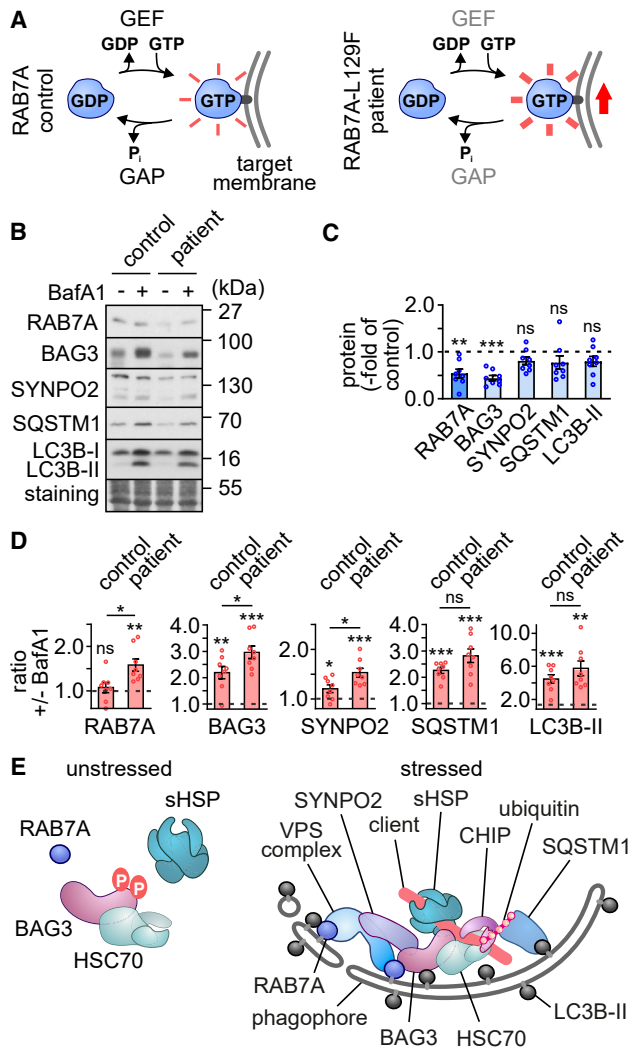 A
RAB7A
control
GEF
GDP GTP
GDP
GTP
Pi
GAP
target
membrane
RAB7A-L129F
patient
GEF
GDP GTP
GDP
GTP
Pi
GAP
B
control
patient
BafA1 - + - + (kDa)
RAB7A
27
BAG3
100
SYNPO2
130
SQSTM1
70
LC3B-I
LC3B-II
16
staining
55
C
protein
(-fold of
control)
2.0
1.0
0
** *** ns ns ns
RAB7A
BAG3
SYNPO2
SQSTM1
LC3B-II
D
ratio
+/- BafA1
control
patient
*
ns **
2.0
1.0
RAB7A
control
patient
*
** ***
4.0
3.0
2.0
1.0
BAG3
control
patient
*
* ***
2.0
1.0
SYNPO2
control
patient
ns
*** ***
4.0
3.0
2.0
1.0
SQSTM1
control
patient
ns
*** **
10.0
6.0
2.0
LC3B-II
E
unstressed
sHSP
RAB7A
P P
BAG3
HSC70
stressed
SYNPO2
sHSP
ubiquitin
VPS
complex
client
CHIP
SQSTM1
RAB7A
phagophore
BAG3
HSC70
LC3B-II